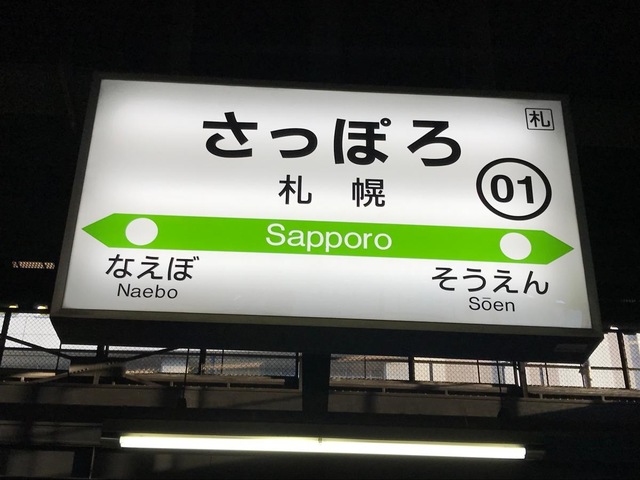 札
さっぽろ
札幌
01
Sapporo
なえぼ
Naebo
そうえん
Sōen